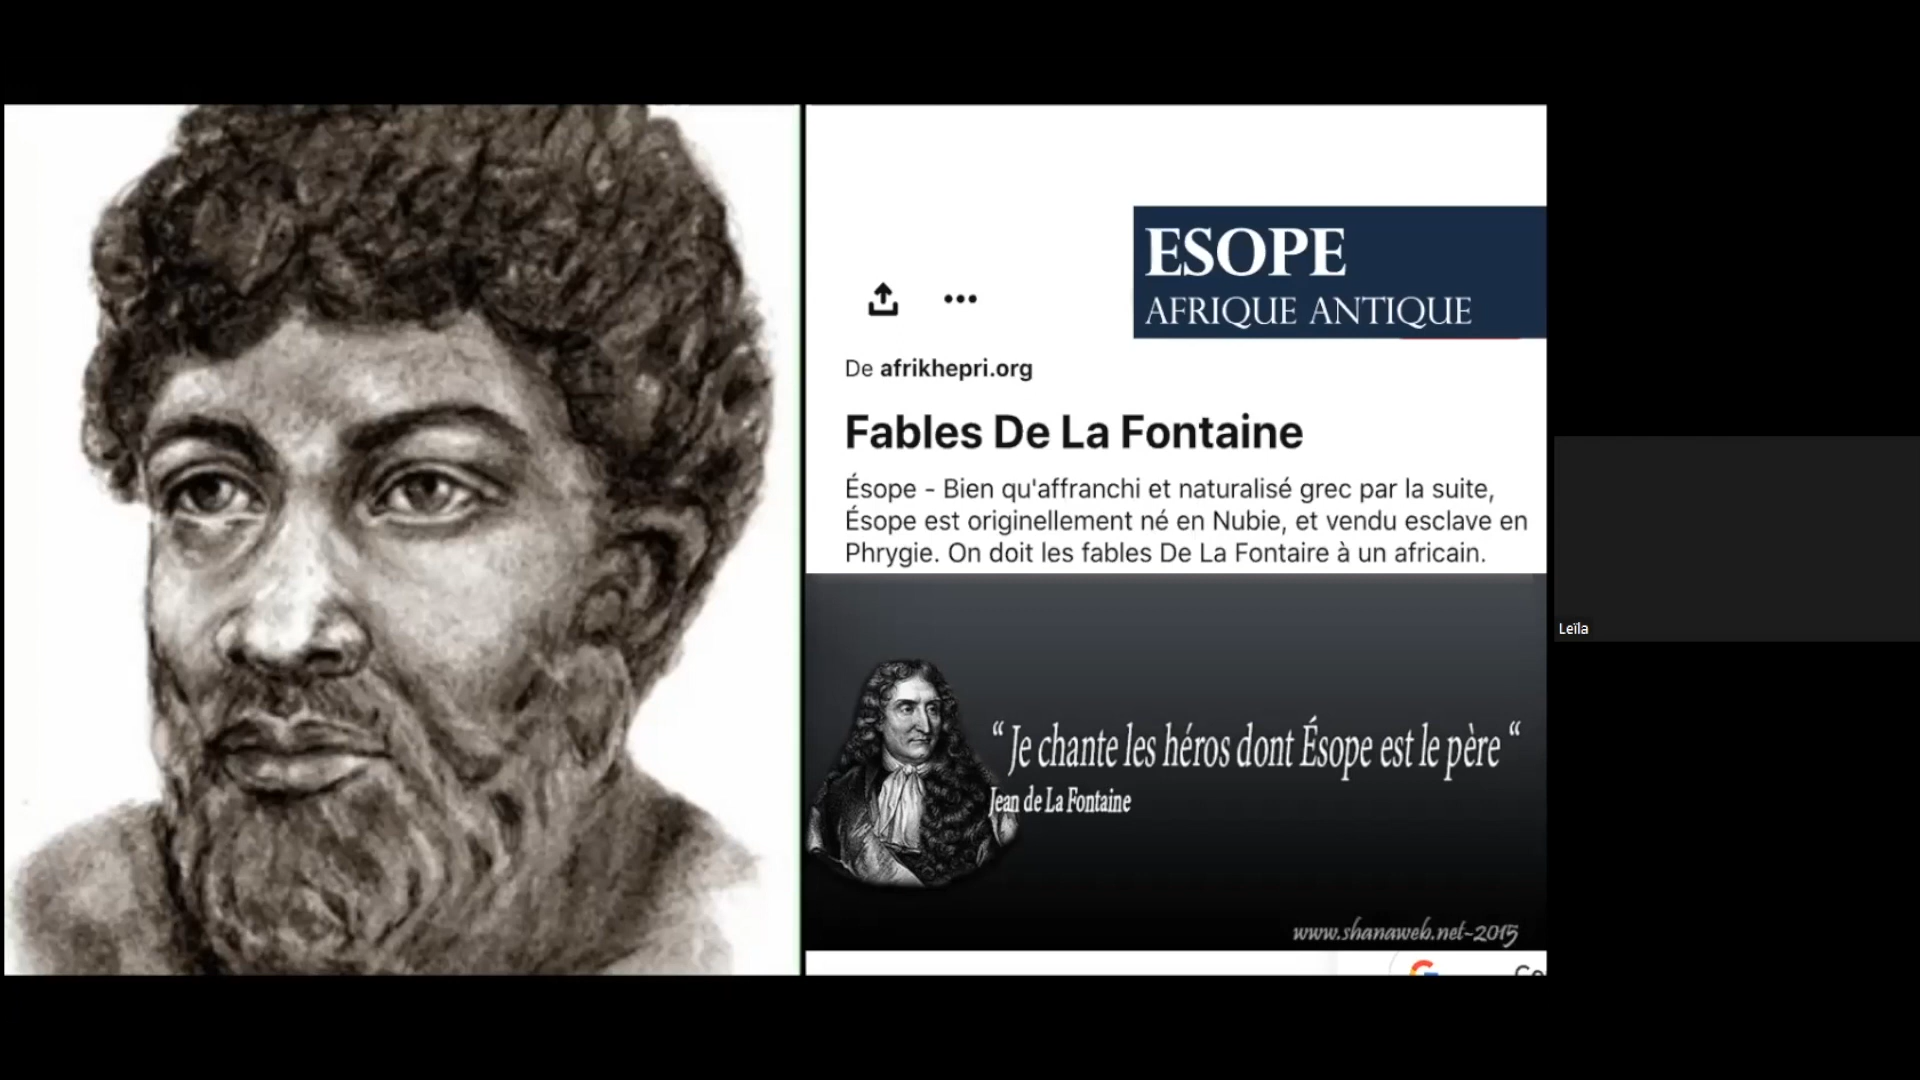 ESOPE
AFRIQUE ANTIQUE
De afrikhepri.org
Fables De La Fontaine
Ésope - Bien qu'affranchi et naturalisé grec par la suite,
Ésope est originellement né en Nubie, et vendu esclave en
Phrygie. On doit les fables De La Fontaire à un africain.
Leïla
“ Je chante les héros dont Ésope est le père “
Jean de La Fontaine
www.shanaweb.net-2015